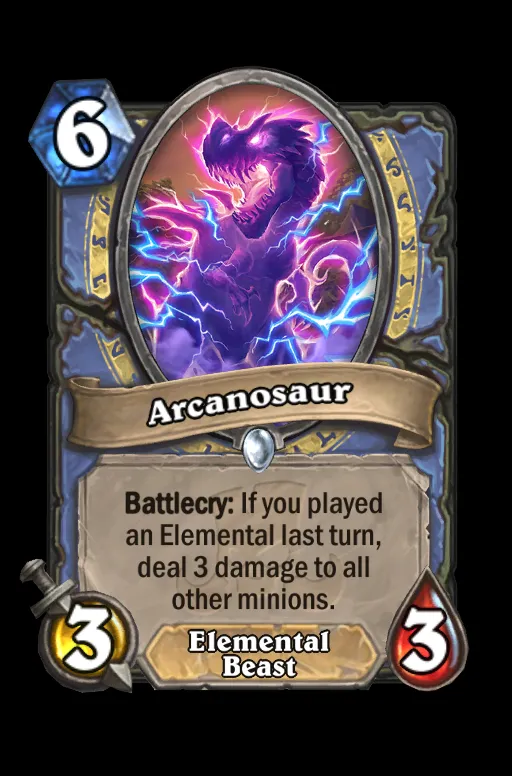 6
Arcanosaur
Battlecry: If you played
an Elemental last turn,
deal 3 damage to all
other minions.
3
Elemental
Beast
3